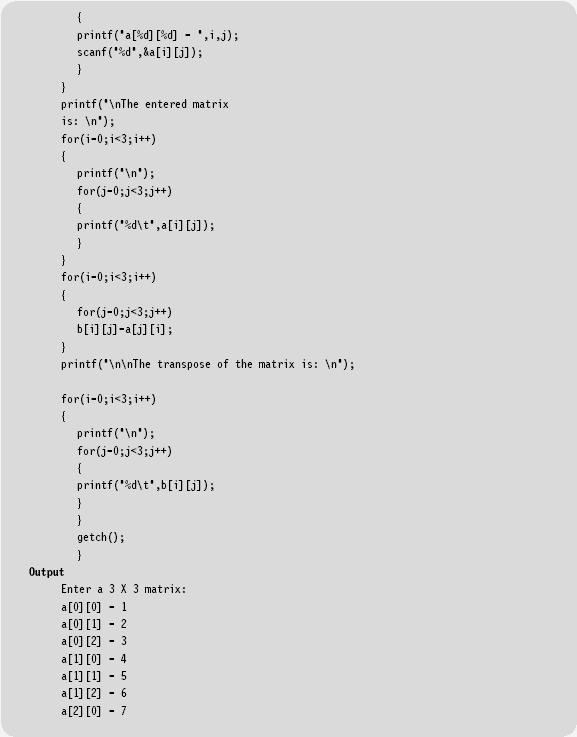 {
printf("a[%d][%d] = ",i,j);
scanf("%d",&a[i][j]);
}
}
printf("\nThe entered matrix
is: \n");
for(i=0;i<3;i++)
{
printf("\n");
for(j=0;j<3;j++)
{
printf("%d\t",a[i][j]);
}
}
for(i=0;i<3;i++)
{
for(j=0;j<3;j++)
b[i][j]=a[j][i];
}
printf("\n\nThe transpose of the matrix is: \n");
for(i=0;i<3;i++)
{
printf("\n");
for(j=0;j<3;j++)
{
printf("%d\t",b[i][j]);
}
}
getch();
}
Output
Enter a 3 X 3 matrix:
a[0][0] = 1
a[0][1] = 2
a[0][2] = 3
a[1][0] = 4
a[1][1] = 5
a[1][2] = 6
a[2][0] = 7